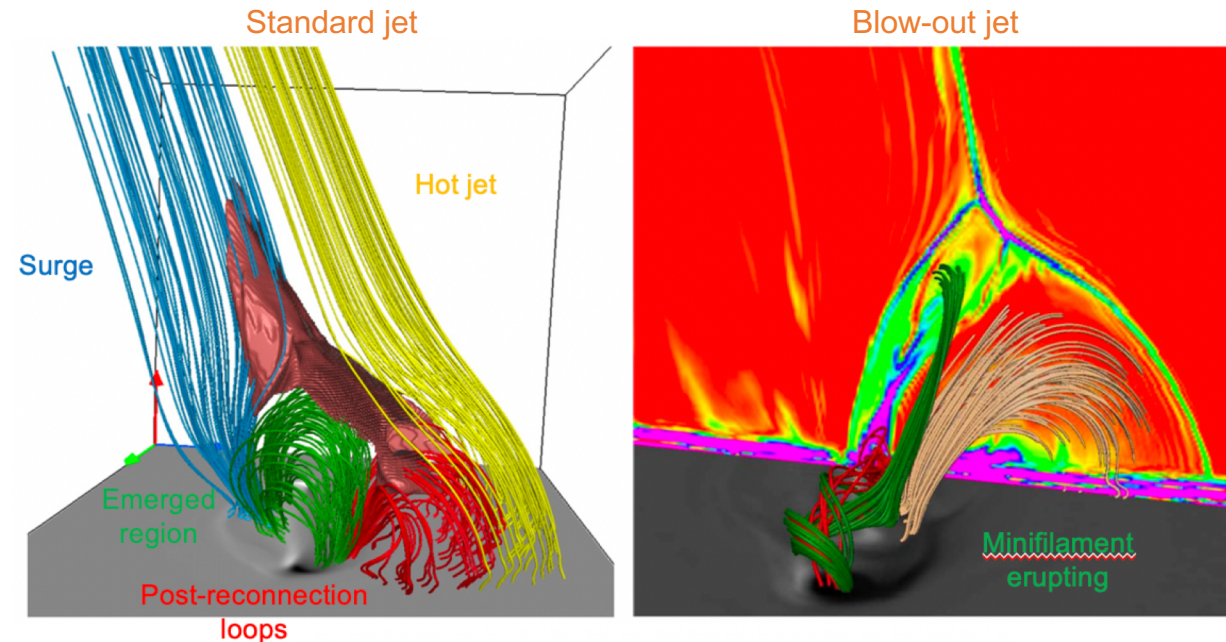 Standard jet
Blow-out jet
Hot jet
Surge
Emerged
region
Post-reconnection
loops
Minifilament
erupting